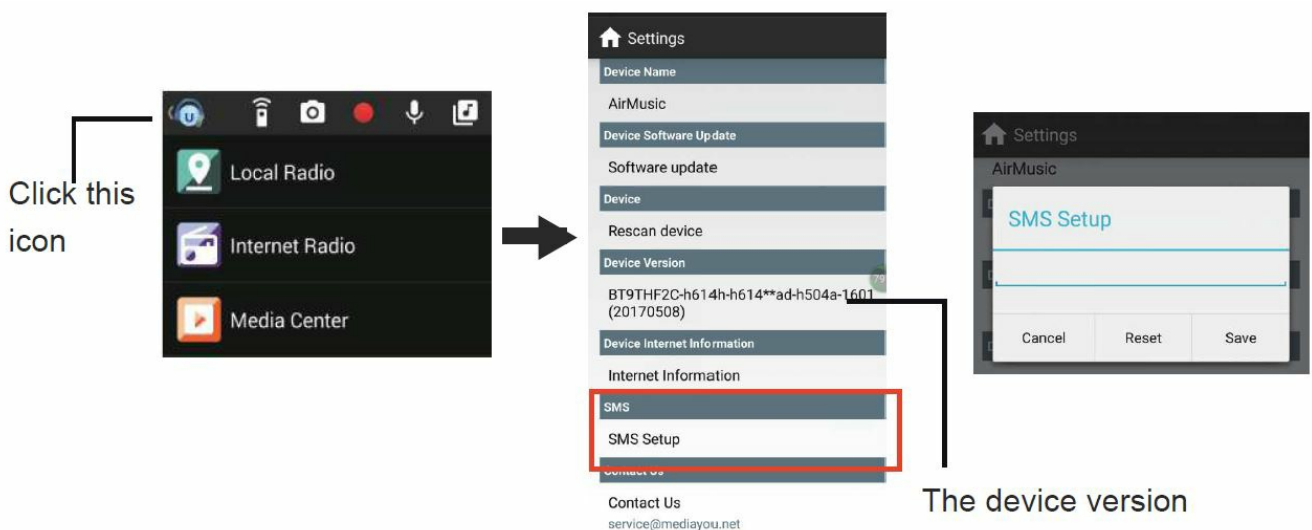 Click this
icon
U
Local Radio
Internet Radio
Media Center
Settings
Device Name
AirMusic
Device Software Update
Software update
Device
Rescan device
Device Version
BT9THF2C-h614h-h614**ad-h504a-1601
(20170508)
Device Internet Information
Internet Information
SMS
SMS Setup
Contact Us
Contact Us
service@mediayou.net
The device version
Settings
AirMusic
SMS Setup
Cancel Reset Save